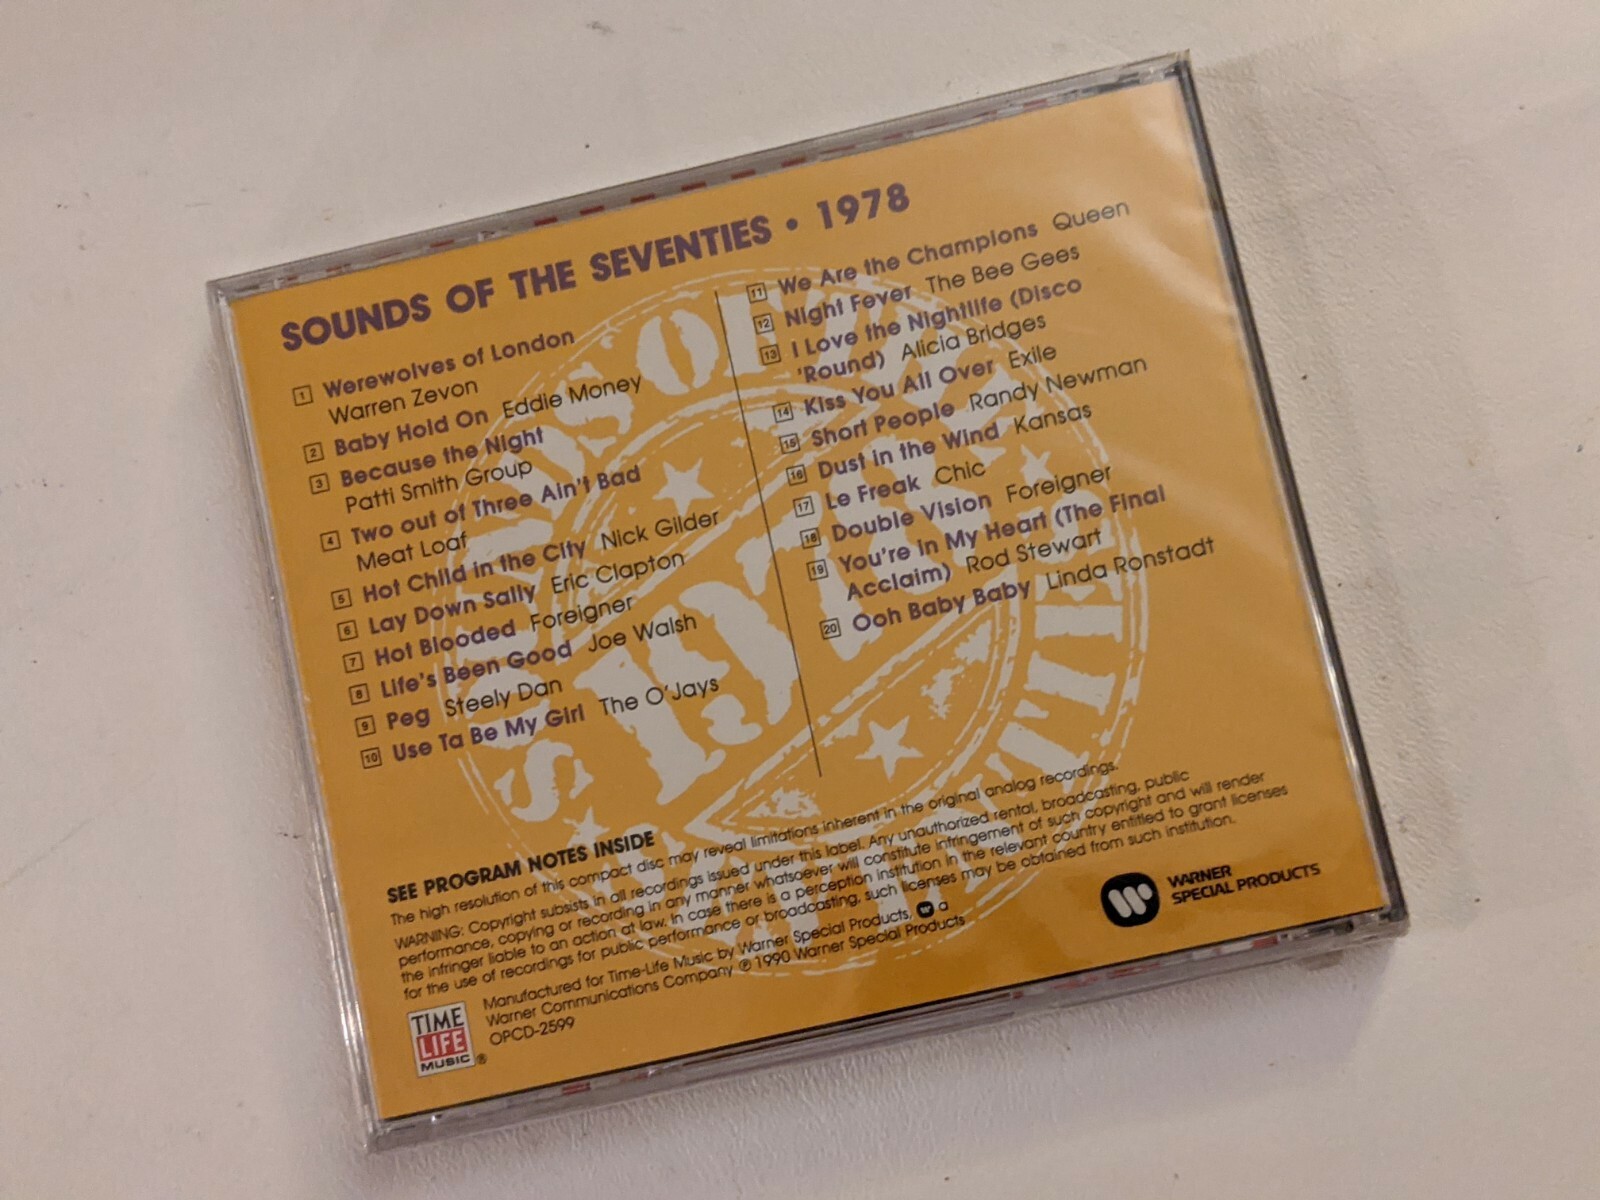 SOUNDS OF THE SEVENTIES • 1978
1 Werewolves of London
Warren Zevon
2 Baby Hold On Eddie Money
3 Because the Night
Patti Smith Group
4 Two out of Three Ain't Bad
Meat Loaf
5 Hot Child in the City Nick Gilder
6 Lay Down Sally Eric Clapton
7 Hot Blooded Foreigner
8 Life's Been Good Joe Walsh
9 Peg Steely Dan
10 Use Ta Be My Girl The O'Jays
11 We Are the Champions Queen
12 Night Fever The Bee Gees
13 I Love the Nightlife (Disco
'Round) Alicia Bridges
14 Kiss You All Over Exile
15 Short People Randy Newman
16 Dust in the Wind Kansas
17 Le Freak Chic
18 Double Vision Foreigner
19 You're in My Heart (The Final
Acclaim) Rod Stewart
20 Ooh Baby Baby Linda Ronstadt
SOUNDS OF THE
1978
SEVENTIES
SEE PROGRAM NOTES INSIDE
The high resolution of this compact disc may reveal limitations inherent in the original analog recordings.
WARNING: Copyright subsists in all recordings issued under this label. Any unauthorized rental, broadcasting, public
performance, copying or recording in any manner whatsoever will constitute infringement of such copyright and will render
the infringer liable to an action at law. In case there is a perception institution in the relevant country entitled to grant licenses
for the use of recordings for public performance or broadcasting, such licenses may be obtained from such institution.
Manufactured for Time-Life Music by Warner Special Products, a
Warner Communications Company ℗ 1990 Warner Special Products
OPCD-2599
TIME
LIFE
MUSIC ®
WARNER
SPECIAL PRODUCTS